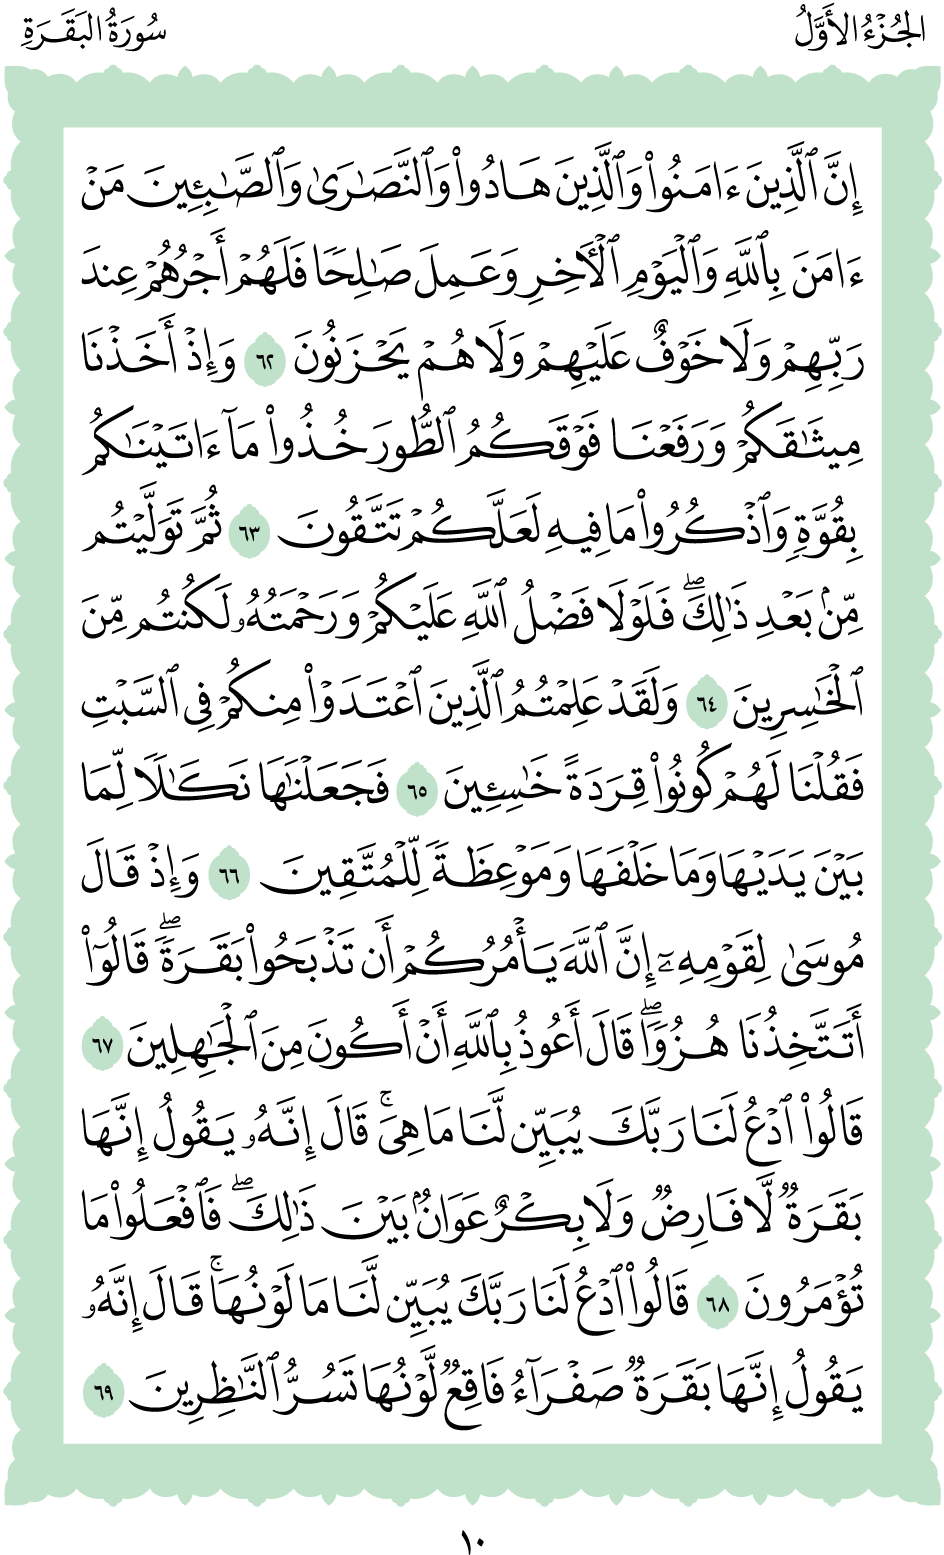 الجُزْءُ الأَوَّلُ
سُورَةُ البَقَرَةِ
إِنَّ ٱلَّذِينَ ءَامَنُوا۟ وَٱلَّذِينَ هَادُوا۟ وَٱلنَّصَـٰرَىٰ وَٱلصَّـٰبِـِٔينَ مَنْ
ءَامَنَ بِٱللَّهِ وَٱلْيَوْمِ ٱلْـَٔاخِرِ وَعَمِلَ صَـٰلِحًا فَلَهُمْ أَجْرُهُمْ عِندَ
رَبِّهِمْ وَلَا خَوْفٌ عَلَيْهِمْ وَلَا هُمْ يَحْزَنُونَ ٦٢ وَإِذْ أَخَذْنَا
مِيثَـٰقَكُمْ وَرَفَعْنَا فَوْقَكُمُ ٱلطُّورَ خُذُوا۟ مَآ ءَاتَيْنَـٰكُم
بِقُوَّةٍ وَٱذْكُرُوا۟ مَا فِيهِ لَعَلَّكُمْ تَتَّقُونَ ٦٣ ثُمَّ تَوَلَّيْتُم
مِّنۢ بَعْدِ ذَٰلِكَ ۖ فَلَوْلَا فَضْلُ ٱللَّهِ عَلَيْكُمْ وَرَحْمَتُهُۥ لَكُنتُم مِّنَ
ٱلْخَـٰسِرِينَ ٦٤ وَلَقَدْ عَلِمْتُمُ ٱلَّذِينَ ٱعْتَدَوْا۟ مِنكُمْ فِى ٱلسَّبْتِ
فَقُلْنَا لَهُمْ كُونُوا۟ قِرَدَةً خَـٰسِـِٔينَ ٦٥ فَجَعَلْنَـٰهَا نَكَـٰلًا لِّمَا
بَيْنَ يَدَيْهَا وَمَا خَلْفَهَا وَمَوْعِظَةً لِّلْمُتَّقِينَ ٦٦ وَإِذْ قَالَ
مُوسَىٰ لِقَوْمِهِۦٓ إِنَّ ٱللَّهَ يَأْمُرُكُمْ أَن تَذْبَحُوا۟ بَقَرَةً ۖ قَالُوٓا۟
أَتَتَّخِذُنَا هُزُوًا ۖ قَالَ أَعُوذُ بِٱللَّهِ أَنْ أَكُونَ مِنَ ٱلْجَـٰهِلِينَ ٦٧
قَالُوا۟ ٱدْعُ لَنَا رَبَّكَ يُبَيِّن لَّنَا مَا هِىَ ۚ قَالَ إِنَّهُۥ يَقُولُ إِنَّهَا
بَقَرَةٌ لَّا فَارِضٌ وَلَا بِكْرٌ عَوَانٌۢ بَيْنَ ذَٰلِكَ ۖ فَٱفْعَلُوا۟ مَا
تُؤْمَرُونَ ٦٨ قَالُوا۟ ٱدْعُ لَنَا رَبَّكَ يُبَيِّن لَّنَا مَا لَوْنُهَا ۚ قَالَ إِنَّهُۥ
يَقُولُ إِنَّهَا بَقَرَةٌ صَفْرَآءُ فَاقِعٌ لَّوْنُهَا تَسُرُّ ٱلنَّـٰظِرِينَ ٦٩
١٠